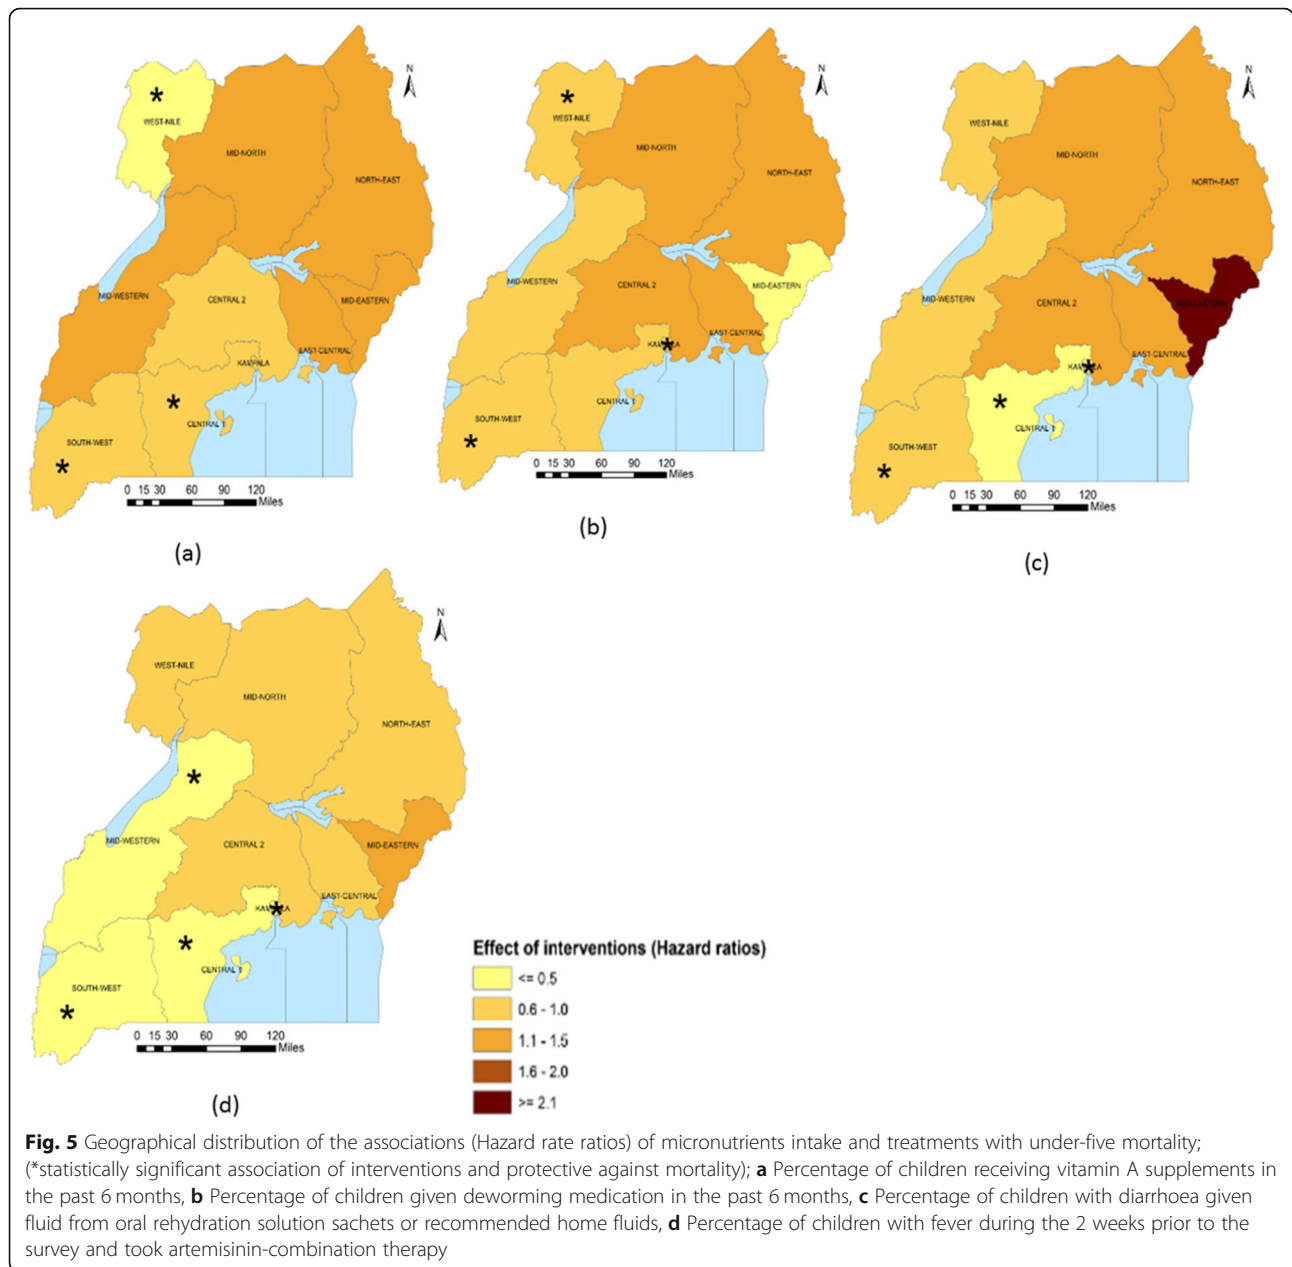 N
*
WEST-NILE
MID-NORTH
NORTH-EAST
MID-WESTERN
CENTRAL 2
MID-EASTERN
EAST-CENTRAL
KAMPALA
*
CENTRAL 1
SOUTH-WEST
*
0 15 30 60 90 120
Miles
(a)
N
*
WEST-NILE
MID-NORTH
NORTH-EAST
MID-WESTERN
CENTRAL 2
MID-EASTERN
EAST-CENTRAL
KAMPALA
*
CENTRAL 1
SOUTH-WEST
*
0 15 30 60 90 120
Miles
(b)
N
WEST-NILE
MID-NORTH
NORTH-EAST
MID-WESTERN
CENTRAL 2
MID-EASTERN
EAST-CENTRAL
KAMPALA
*
*
CENTRAL 1
SOUTH-WEST
*
0 15 30 60 90 120
Miles
(c)
N
WEST-NILE
MID-NORTH
NORTH-EAST
*
MID-WESTERN
CENTRAL 2
MID-EASTERN
EAST-CENTRAL
KAMPALA
*
*
CENTRAL 1
SOUTH-WEST
*
0 15 30 60 90 120
Miles
(d)
Effect of interventions (Hazard ratios)
<= 0.5
0.6 - 1.0
1.1 - 1.5
1.6 - 2.0
>= 2.1
Fig. 5 Geographical distribution of the associations (Hazard rate ratios) of micronutrients intake and treatments with under-five mortality;
(*statistically significant association of interventions and protective against mortality); a Percentage of children receiving vitamin A supplements in
the past 6 months, b Percentage of children given deworming medication in the past 6 months, c Percentage of children with diarrhoea given
fluid from oral rehydration solution sachets or recommended home fluids, d Percentage of children with fever during the 2 weeks prior to the
survey and took artemisinin-combination therapy